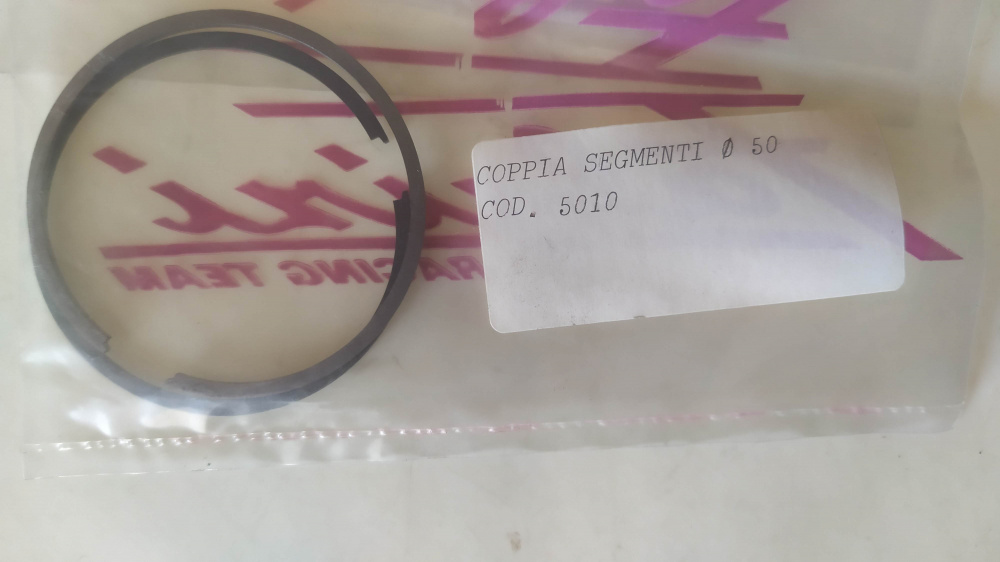 COPPIA SEGMENTI Ø 50
COD. 5010
RACING TEAM